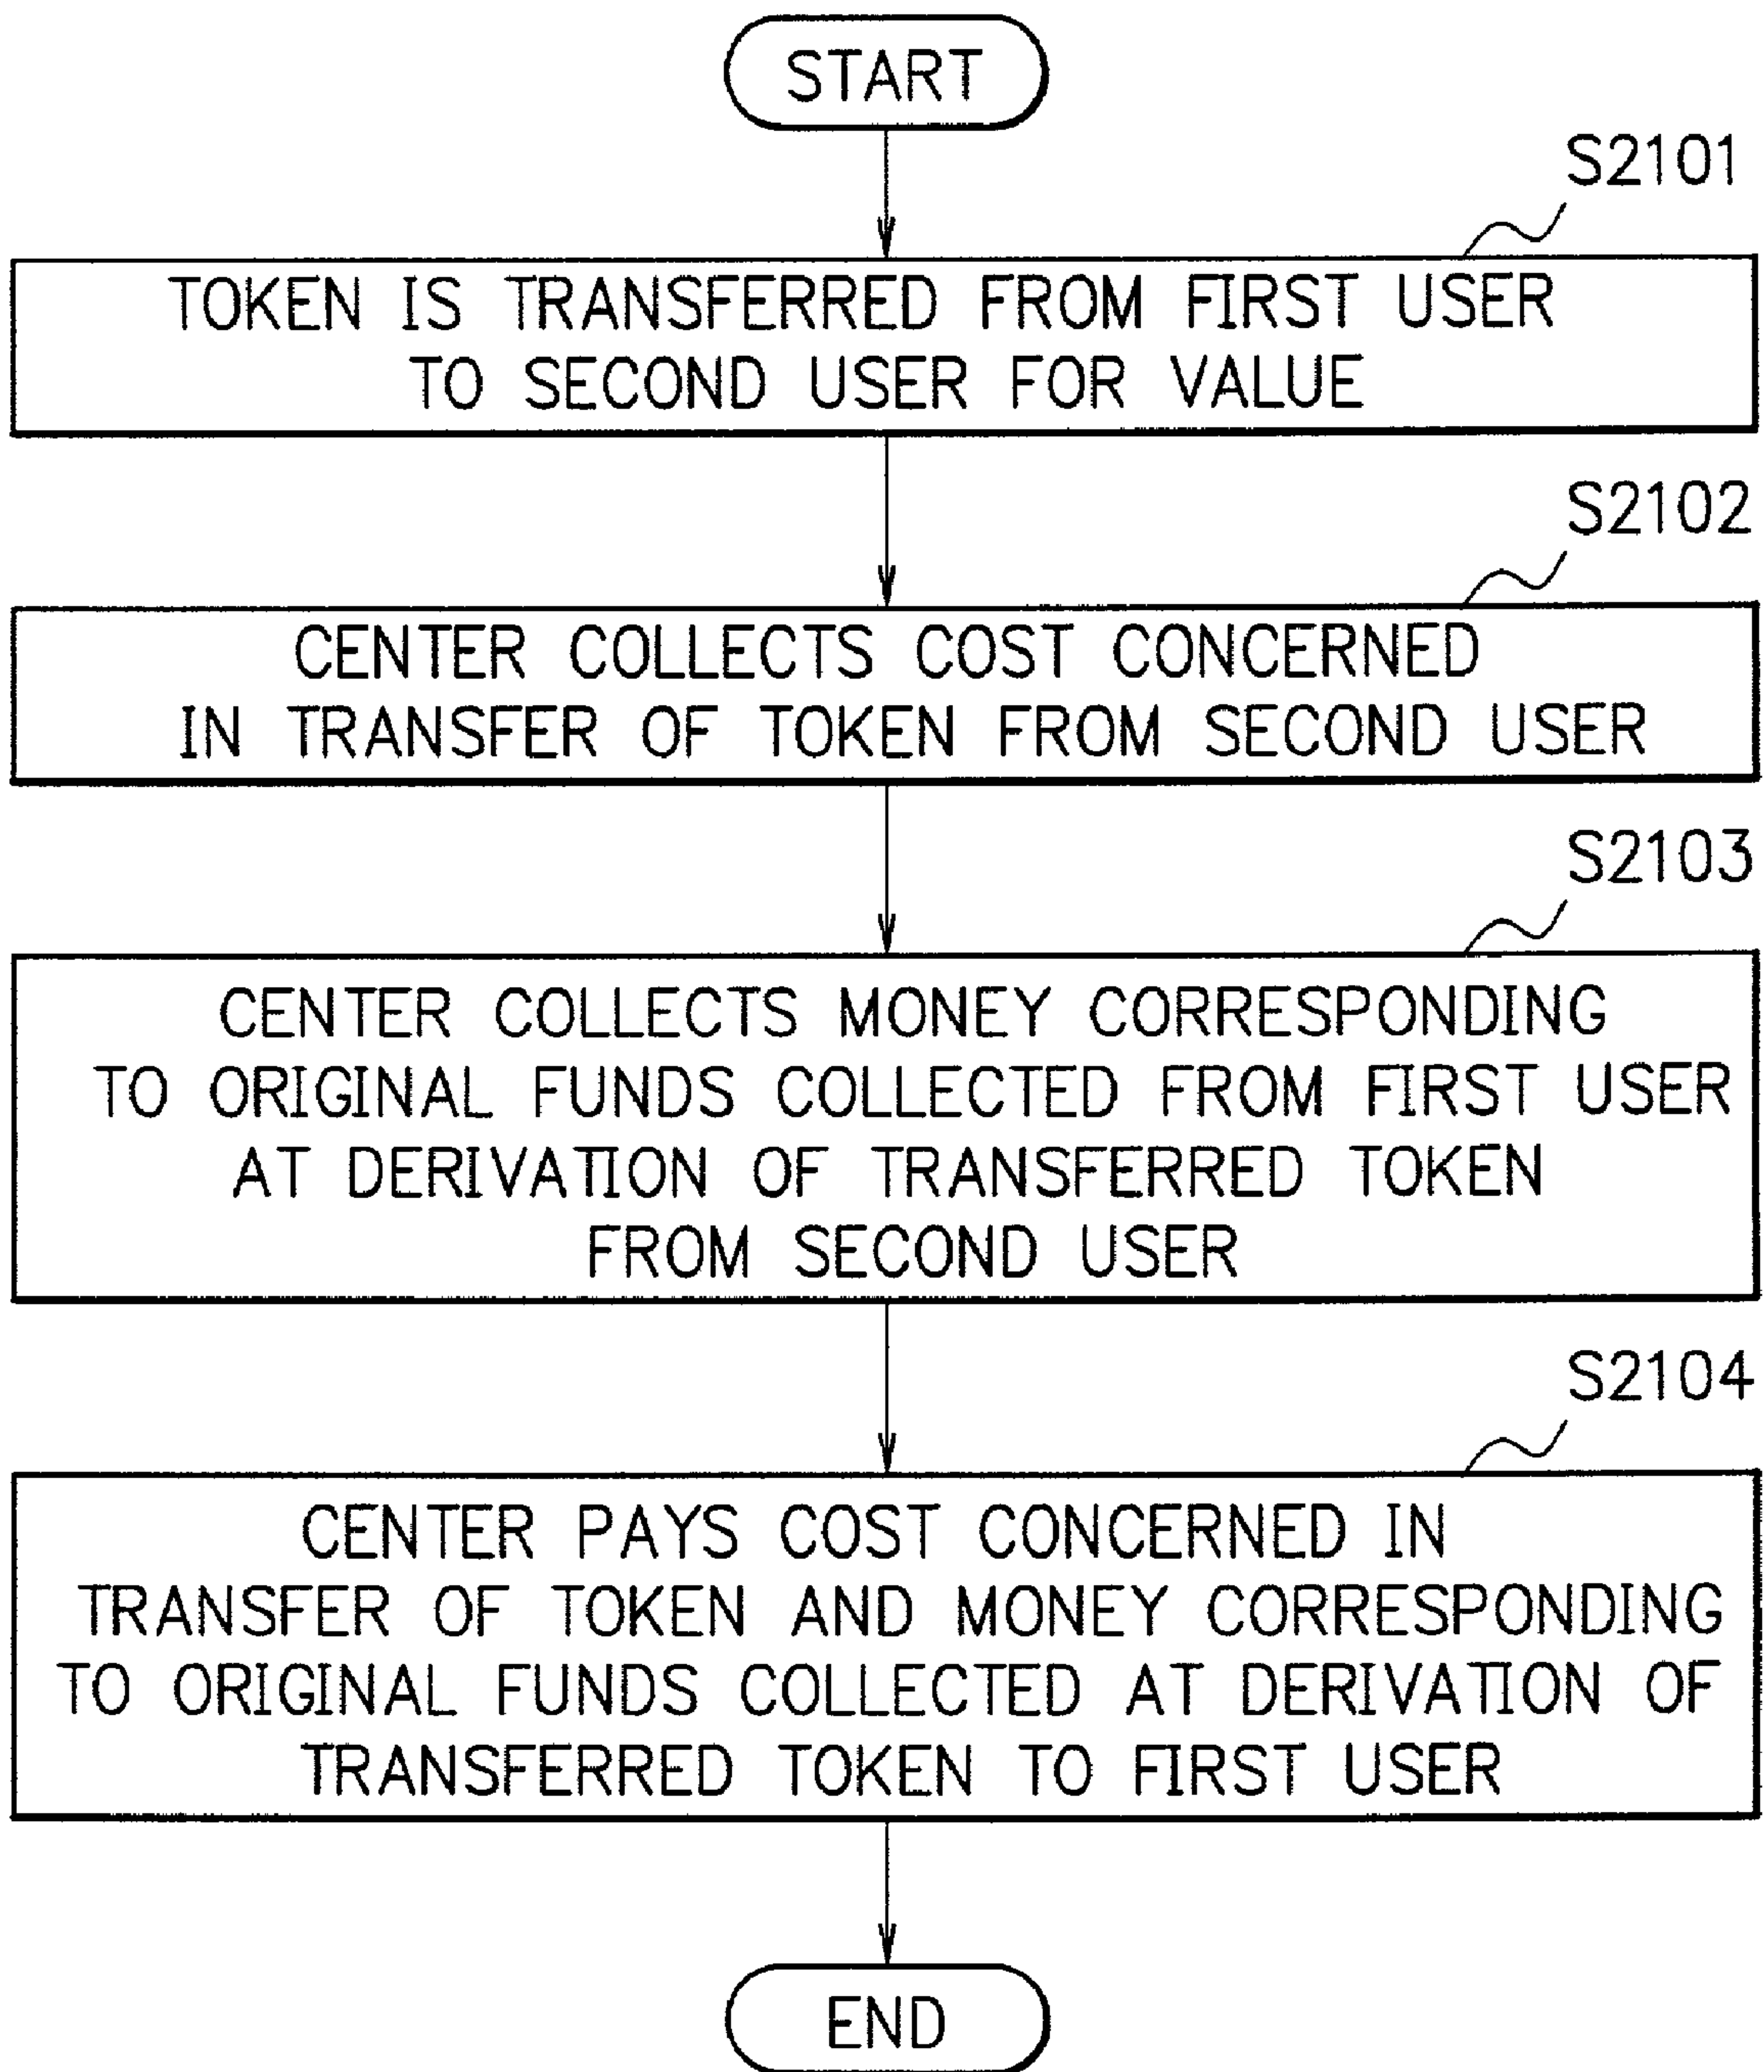 START
S2101
TOKEN IS TRANSFERRED FROM FIRST USER
TO SECOND USER FOR VALUE
S2102
CENTER COLLECTS COST CONCERNED
IN TRANSFER OF TOKEN FROM SECOND USER
S2103
CENTER COLLECTS MONEY CORRESPONDING
TO ORIGINAL FUNDS COLLECTED FROM FIRST USER
AT DERIVATION OF TRANSFERRED TOKEN
FROM SECOND USER
S2104
CENTER PAYS COST CONCERNED IN
TRANSFER OF TOKEN AND MONEY CORRESPONDING
TO ORIGINAL FUNDS COLLECTED AT DERIVATION OF
TRANSFERRED TOKEN TO FIRST USER
END